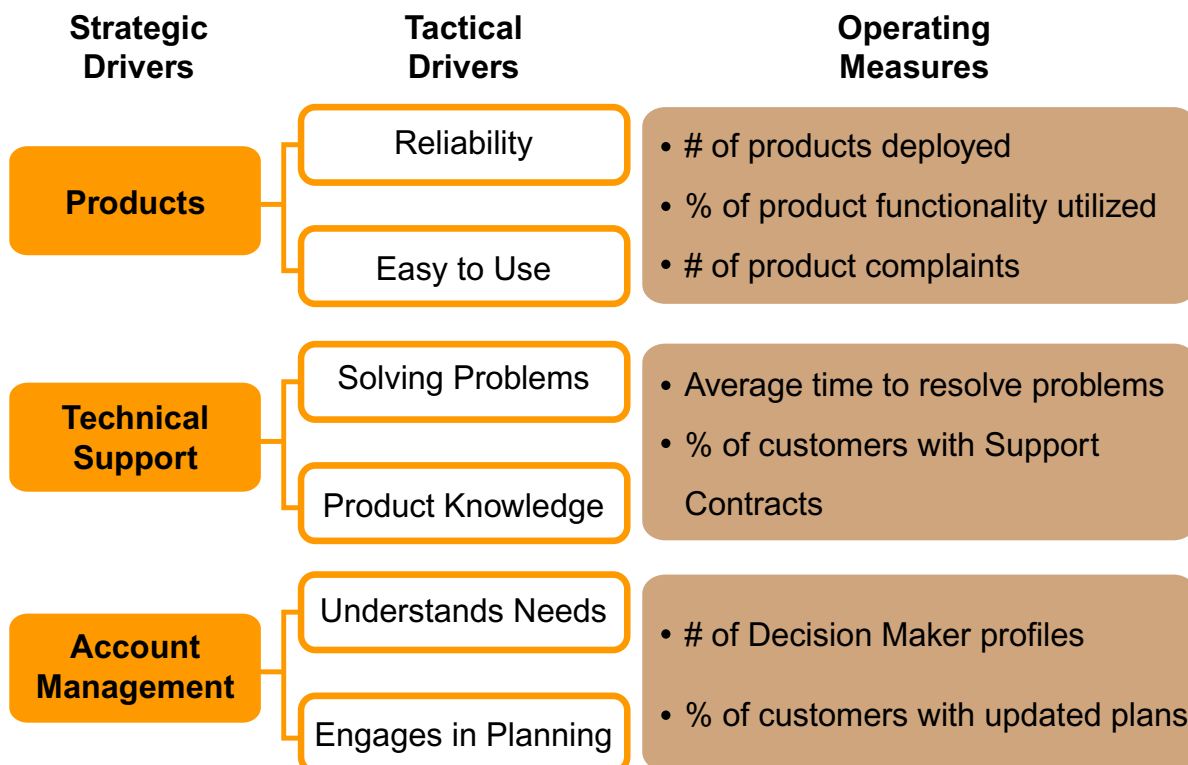 Strategic
Drivers
Tactical
Drivers
Operating
Measures
Products
Reliability
Easy to Use
• # of products deployed
• % of product functionality utilized
• # of product complaints
Technical
Support
Solving Problems
Product Knowledge
• Average time to resolve problems
• % of customers with Support
Contracts
Account
Management
Understands Needs
Engages in Planning
• # of Decision Maker profiles
• % of customers with updated plans